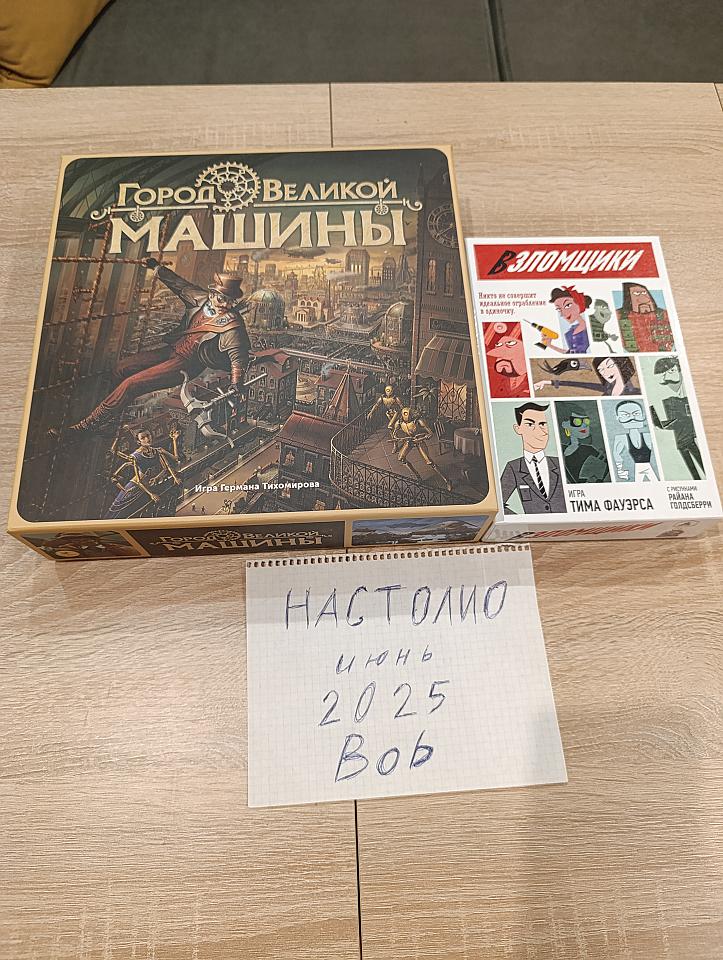 Город Великой
Машины
Игра Германа Тихомирова
Город Великой
Машины
Взломщики
Никто не совершит
идеальное ограбление
в одиночку.
игра
Тима Фауэрса
с рисунками
Райана
Голдсберри
Взломщики
НАСТОЛИО
июнь
2025
Bob